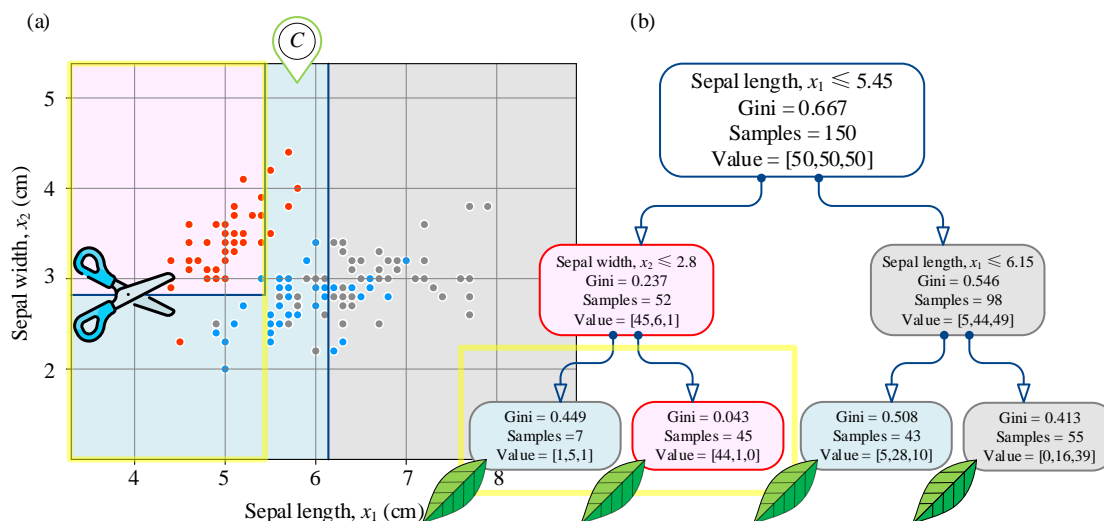 (a)
C
5
4
3
2
Sepal width, x₂ (cm)
4
5
6
7
8
Sepal length, x₁ (cm)
(b)
Sepal length, x₁ ⩽ 5.45
Gini = 0.667
Samples = 150
Value = [50,50,50]
Sepal width, x₂ ⩽ 2.8
Gini = 0.237
Samples = 52
Value = [45,6,1]
Sepal length, x₁ ⩽ 6.15
Gini = 0.546
Samples = 98
Value = [5,44,49]
Gini = 0.449
Samples =7
Value = [1,5,1]
Gini = 0.043
Samples = 45
Value = [44,1,0]
Gini = 0.508
Samples = 43
Value = [5,28,10]
Gini = 0.413
Samples = 55
Value = [0,16,39]